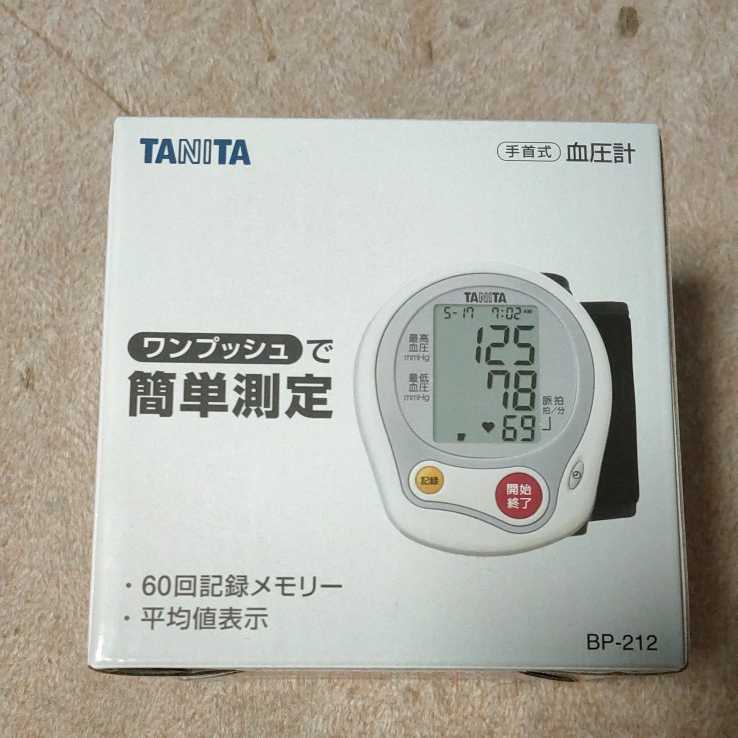 TANITA
手首式 血圧計
ワンプッシュで
簡単測定
TANITA
5-17 7:02 AM
最高
血圧
mmHg
125
最低
血圧
mmHg
78
脈拍
拍/分
69
記録
開始
終了
・60回記録メモリー
・平均値表示
BP-212